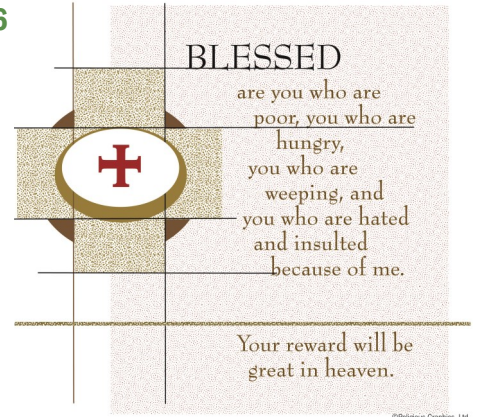 6
BLESSED
are you who are
poor, you who are
hungry,
you who are
weeping, and
you who are hated
and insulted
because of me.
Your reward will be
great in heaven.